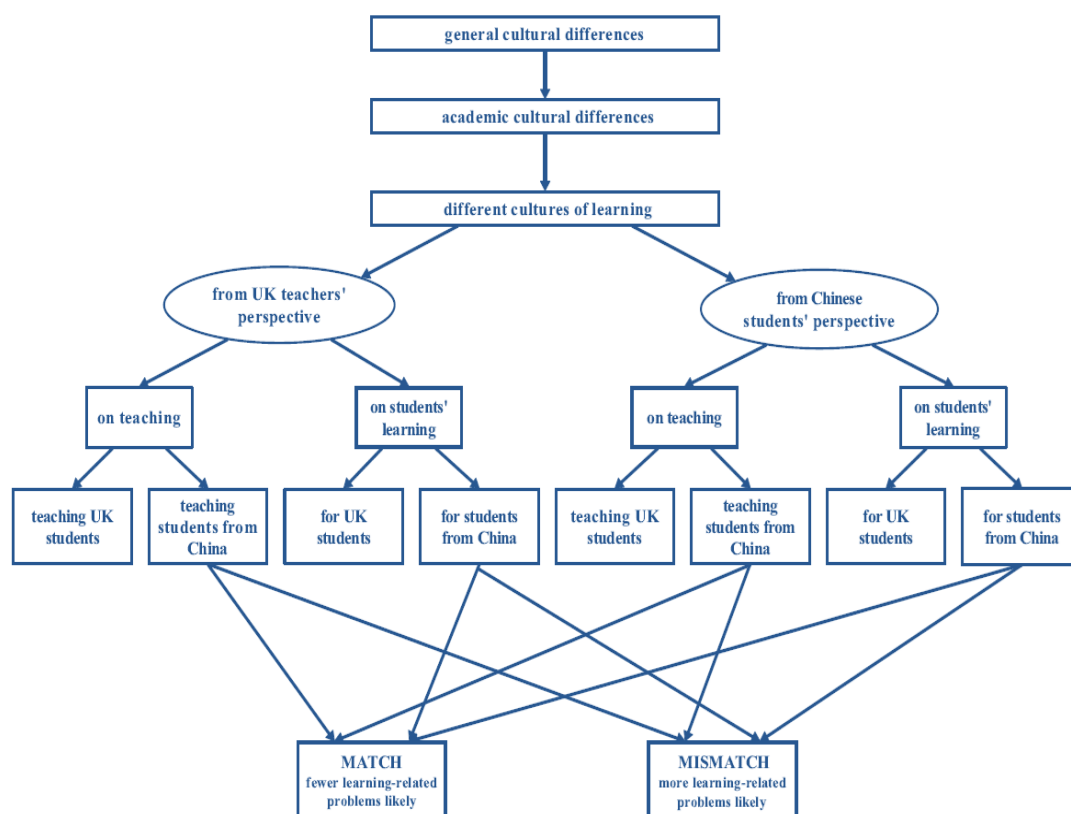 general cultural differences
academic cultural differences
different cultures of learning
from UK teachers'
perspective
from Chinese
students' perspective
on teaching
on students'
learning
on teaching
on students'
learning
teaching UK
students
teaching
students from
China
for UK
students
for students
from China
teaching UK
students
teaching
students from
China
for UK
students
for students
from China
MATCH
fewer learning-related
problems likely
MISMATCH
more learning-related
problems likely